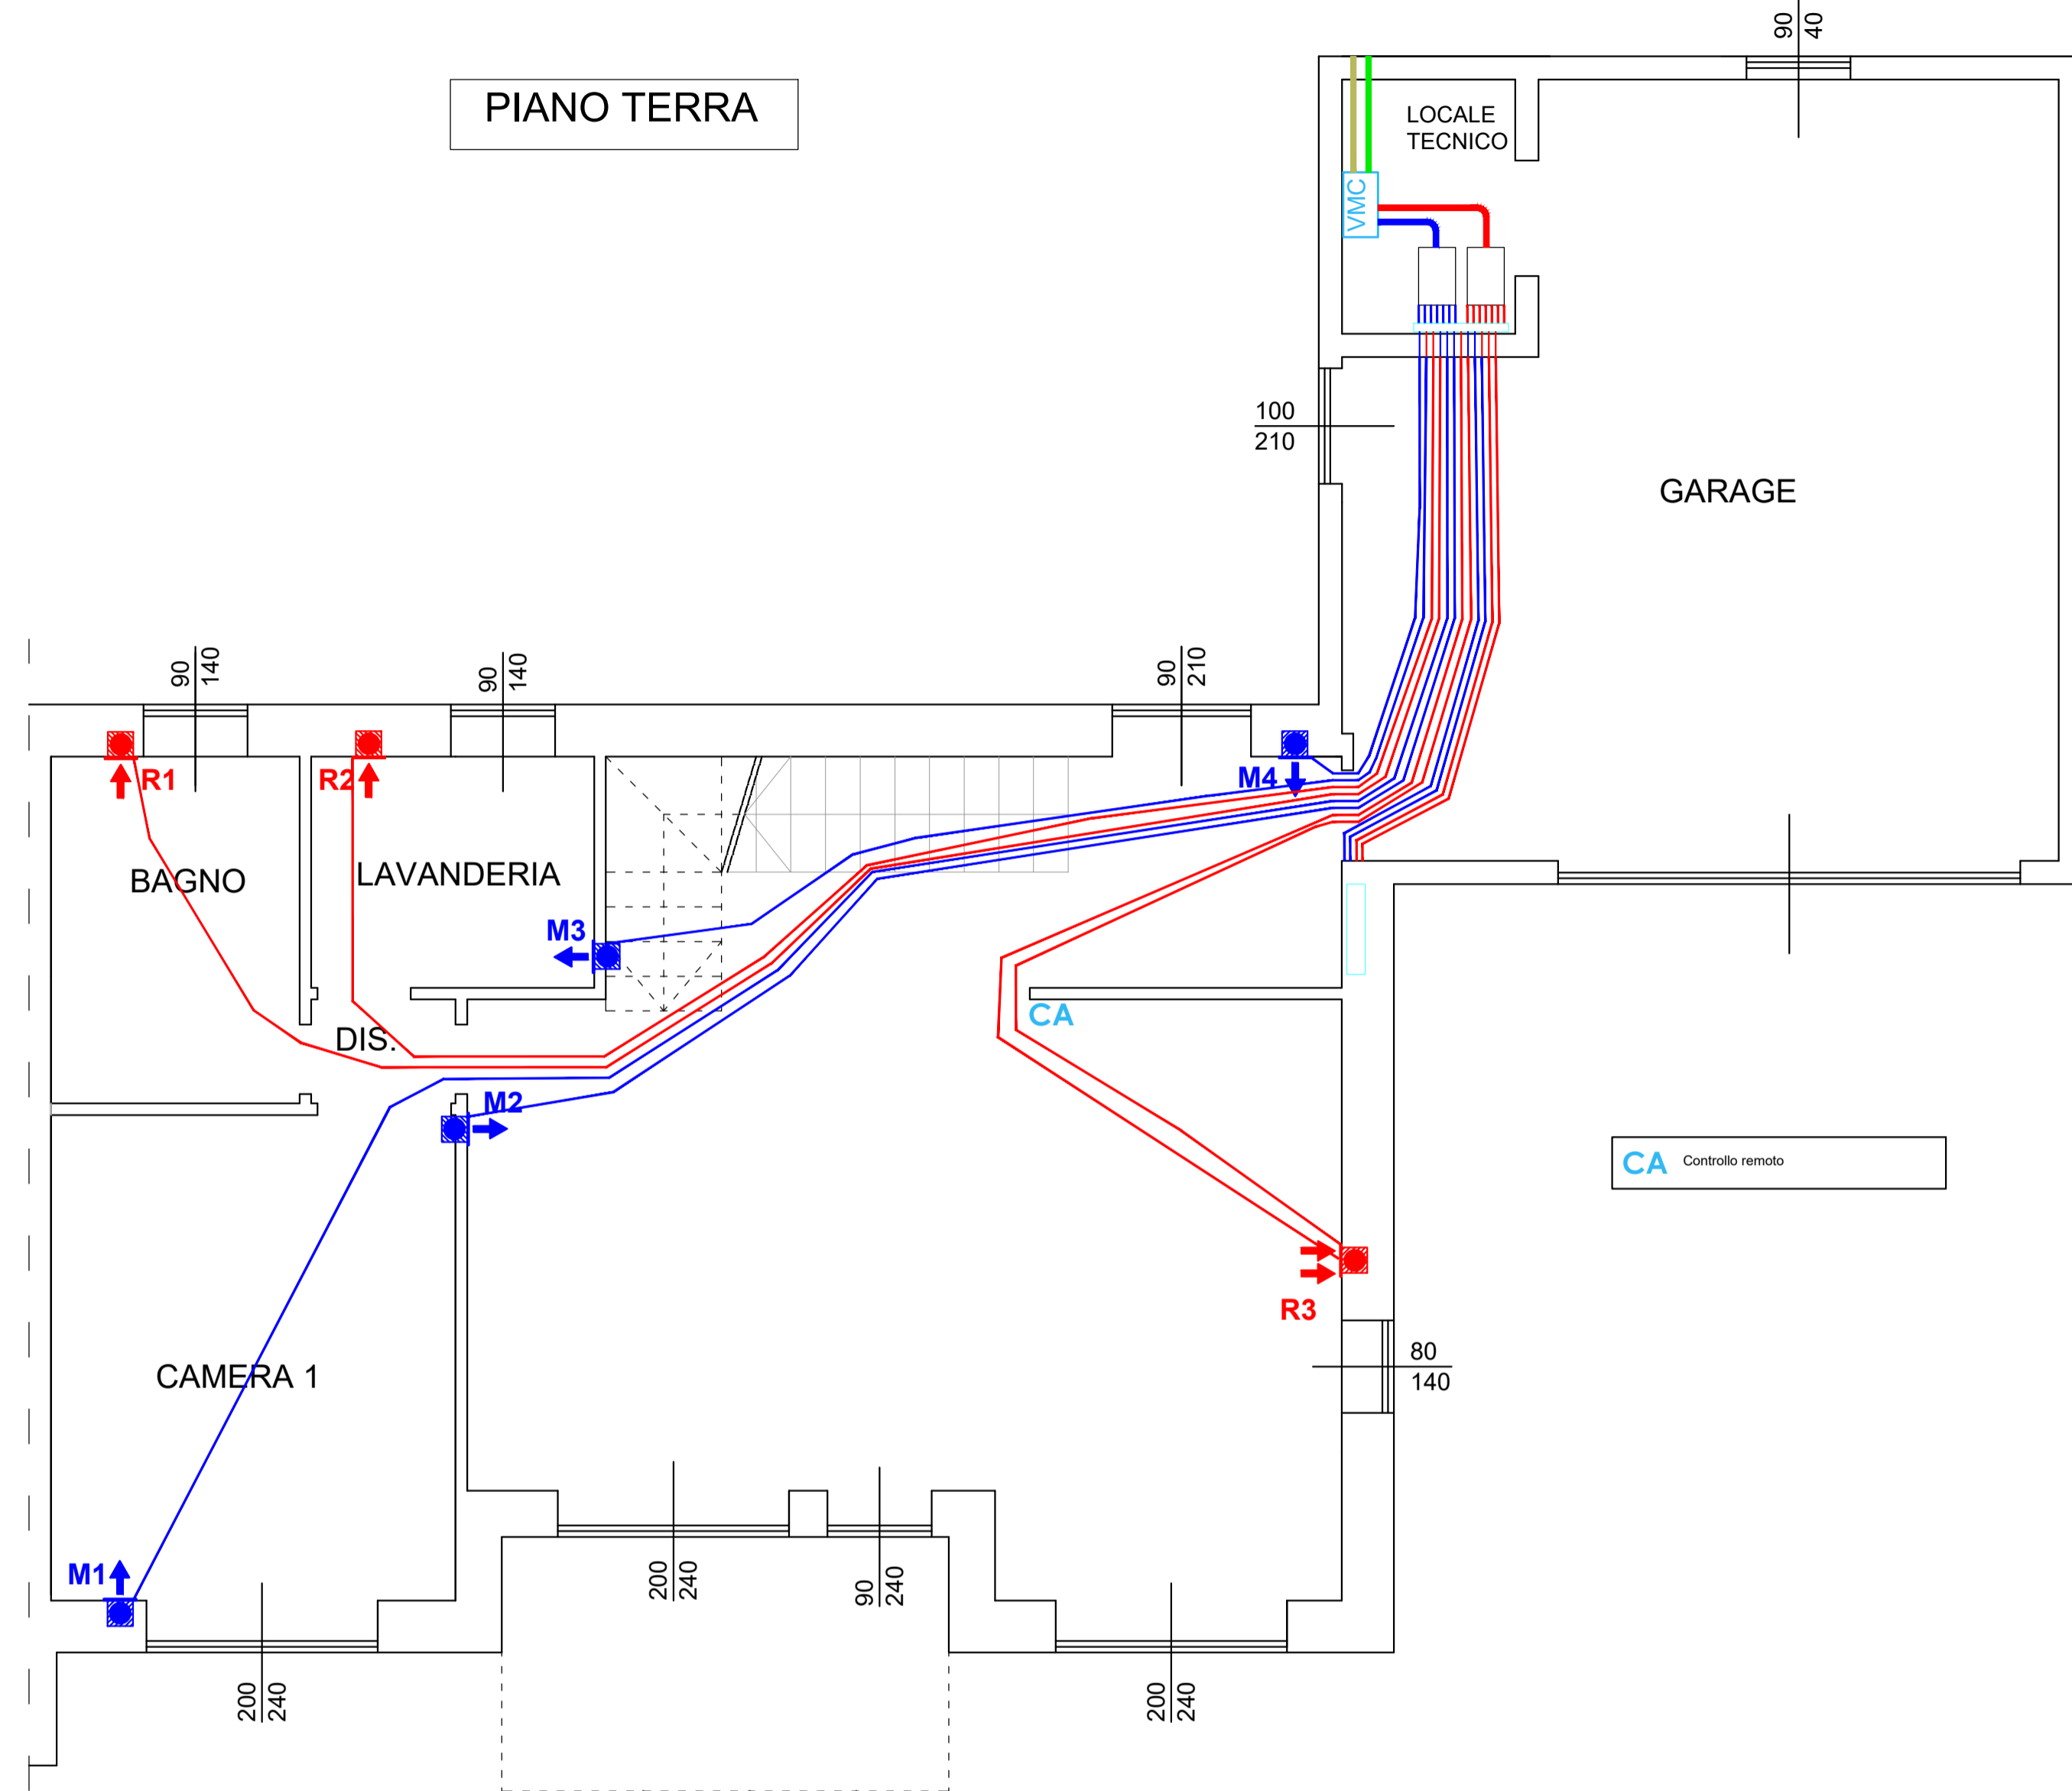 90
40
PIANO TERRA
LOCALE
TECNICO
VMC
100
210
GARAGE
90
140
90
140
90
210
R1
R2
M4
BAGNO
LAVANDERIA
M3
CA
DIS.
M2
CA Controllo remoto
R3
80
140
CAMERA 1
M1
200
240
90
240
200
240
200
240